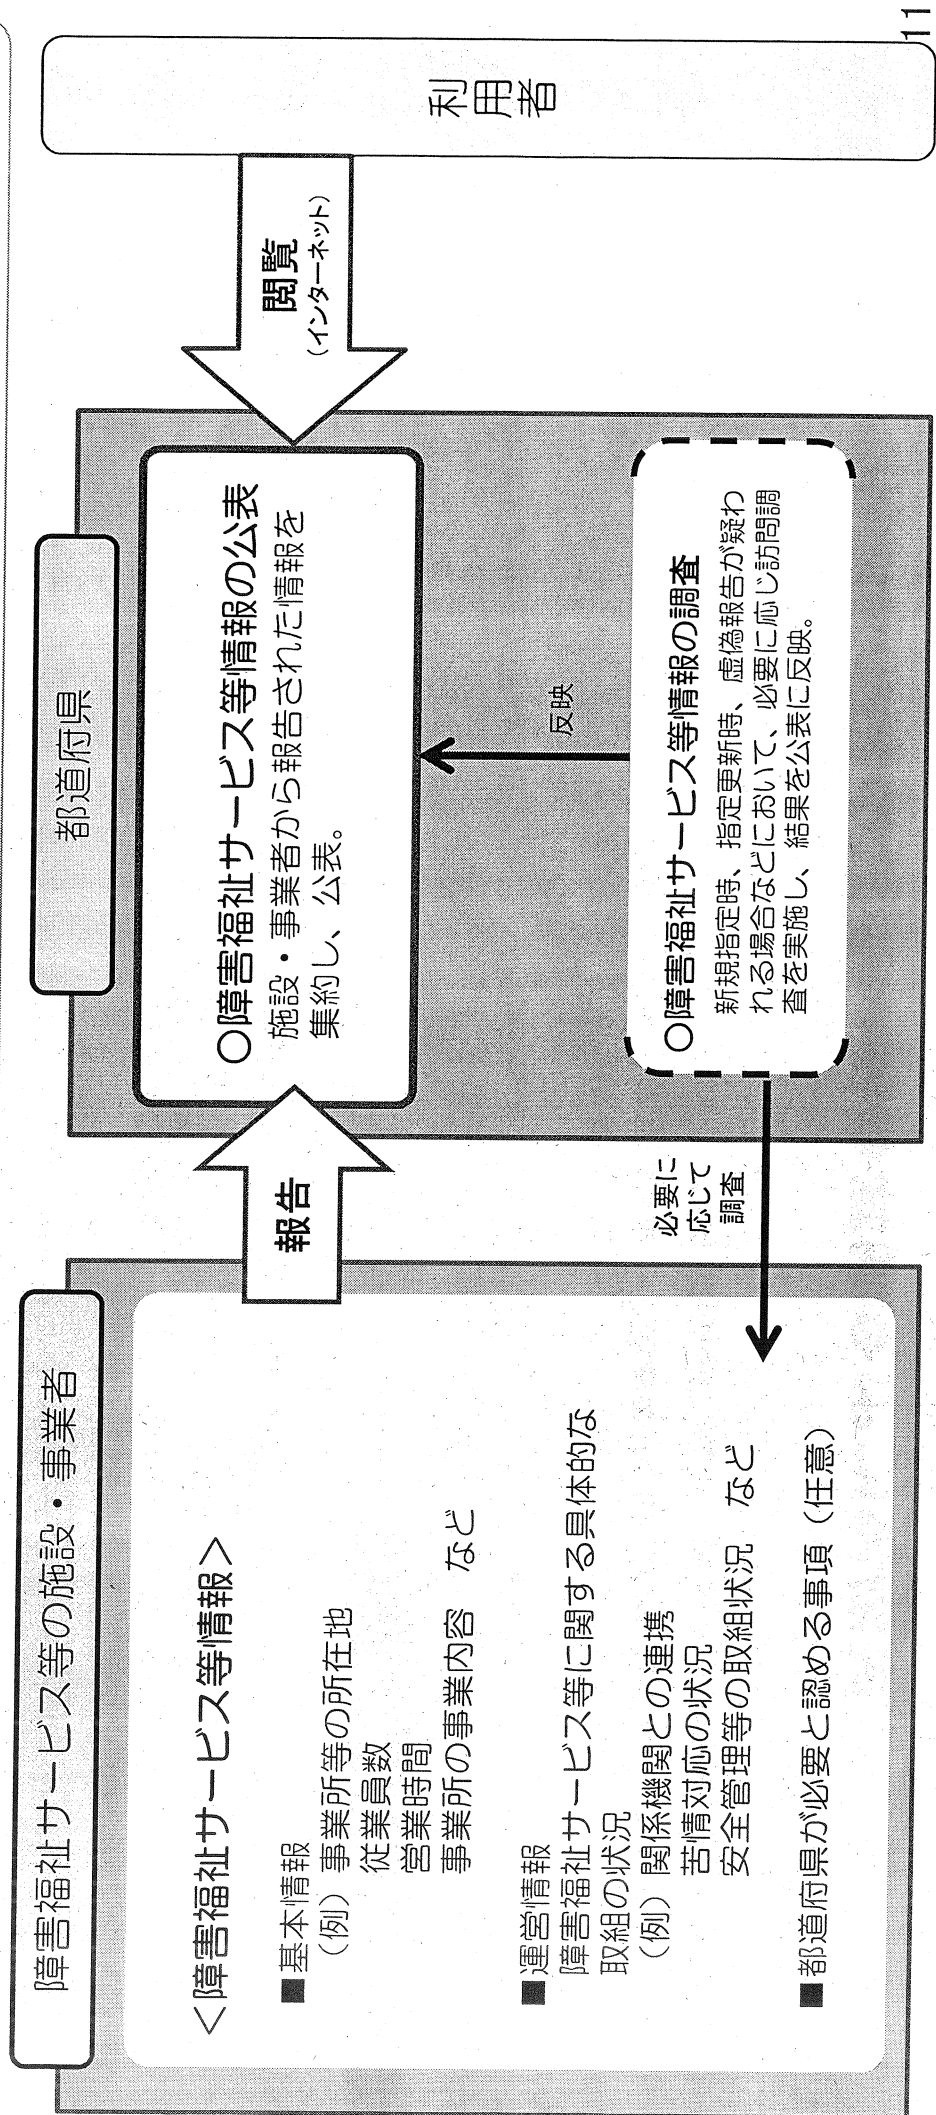 障害福祉サービス等の施設・事業者
＜障害福祉サービス等情報＞
■基本情報
（例）事業所等の所在地
従業員数
営業時間
事業所の事業内容　など
■運営情報
障害福祉サービス等に関する具体的な
取組の状況
（例）関係機関との連携
苦情対応の状況
安全管理等の取組状況　など
■都道府県が必要と認める事項（任意）
報告
必要に
応じて
調査
都道府県
○障害福祉サービス等情報の公表
施設・事業者から報告された情報を
集約し、公表。
反映
○障害福祉サービス等情報の調査
新規指定時、指定更新時、虚偽報告が疑わ
れる場合などにおいて、必要に応じ訪問調
査を実施し、結果を公表に反映。
閲覧
（インターネット）
利用者
11